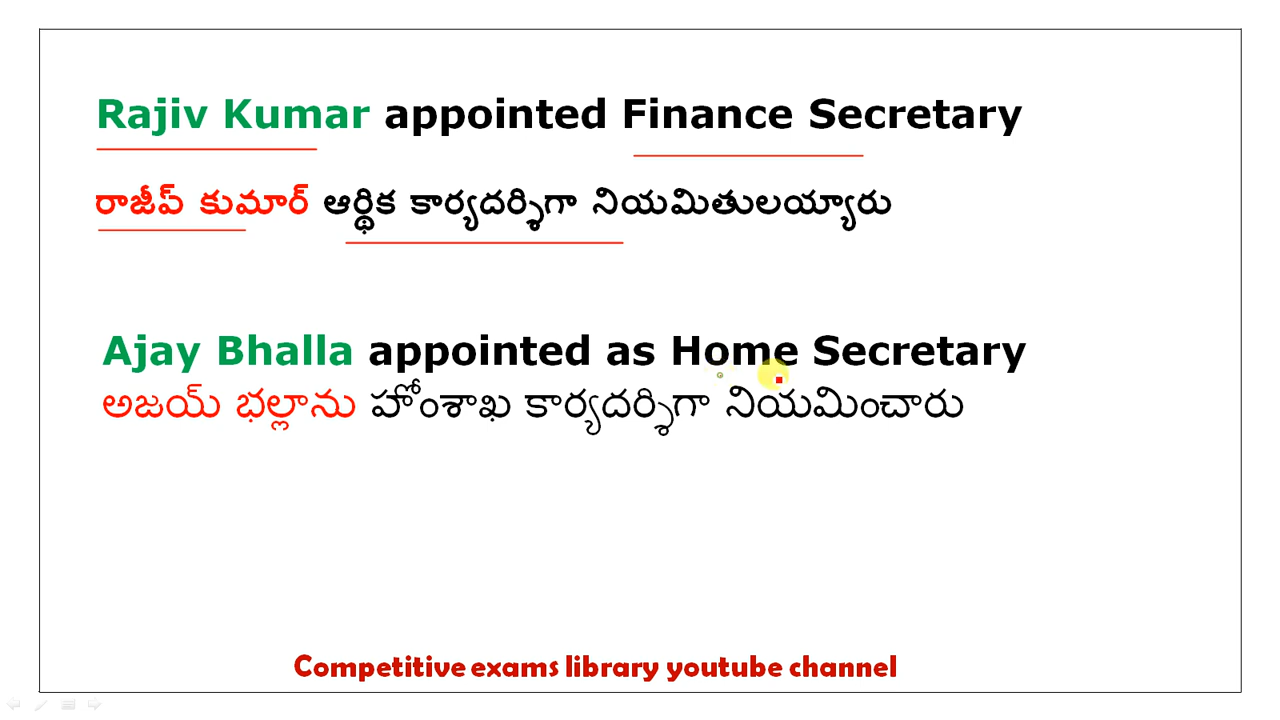 Rajiv Kumar appointed Finance Secretary
రాజీవ్ కుమార్ ఆర్థిక కార్యదర్శిగా నియమితులయ్యారు
Ajay Bhalla appointed as Home Secretary
అజయ్ భల్లాను హోంశాఖ కార్యదర్శిగా నియమించారు
Competitive exams library youtube channel